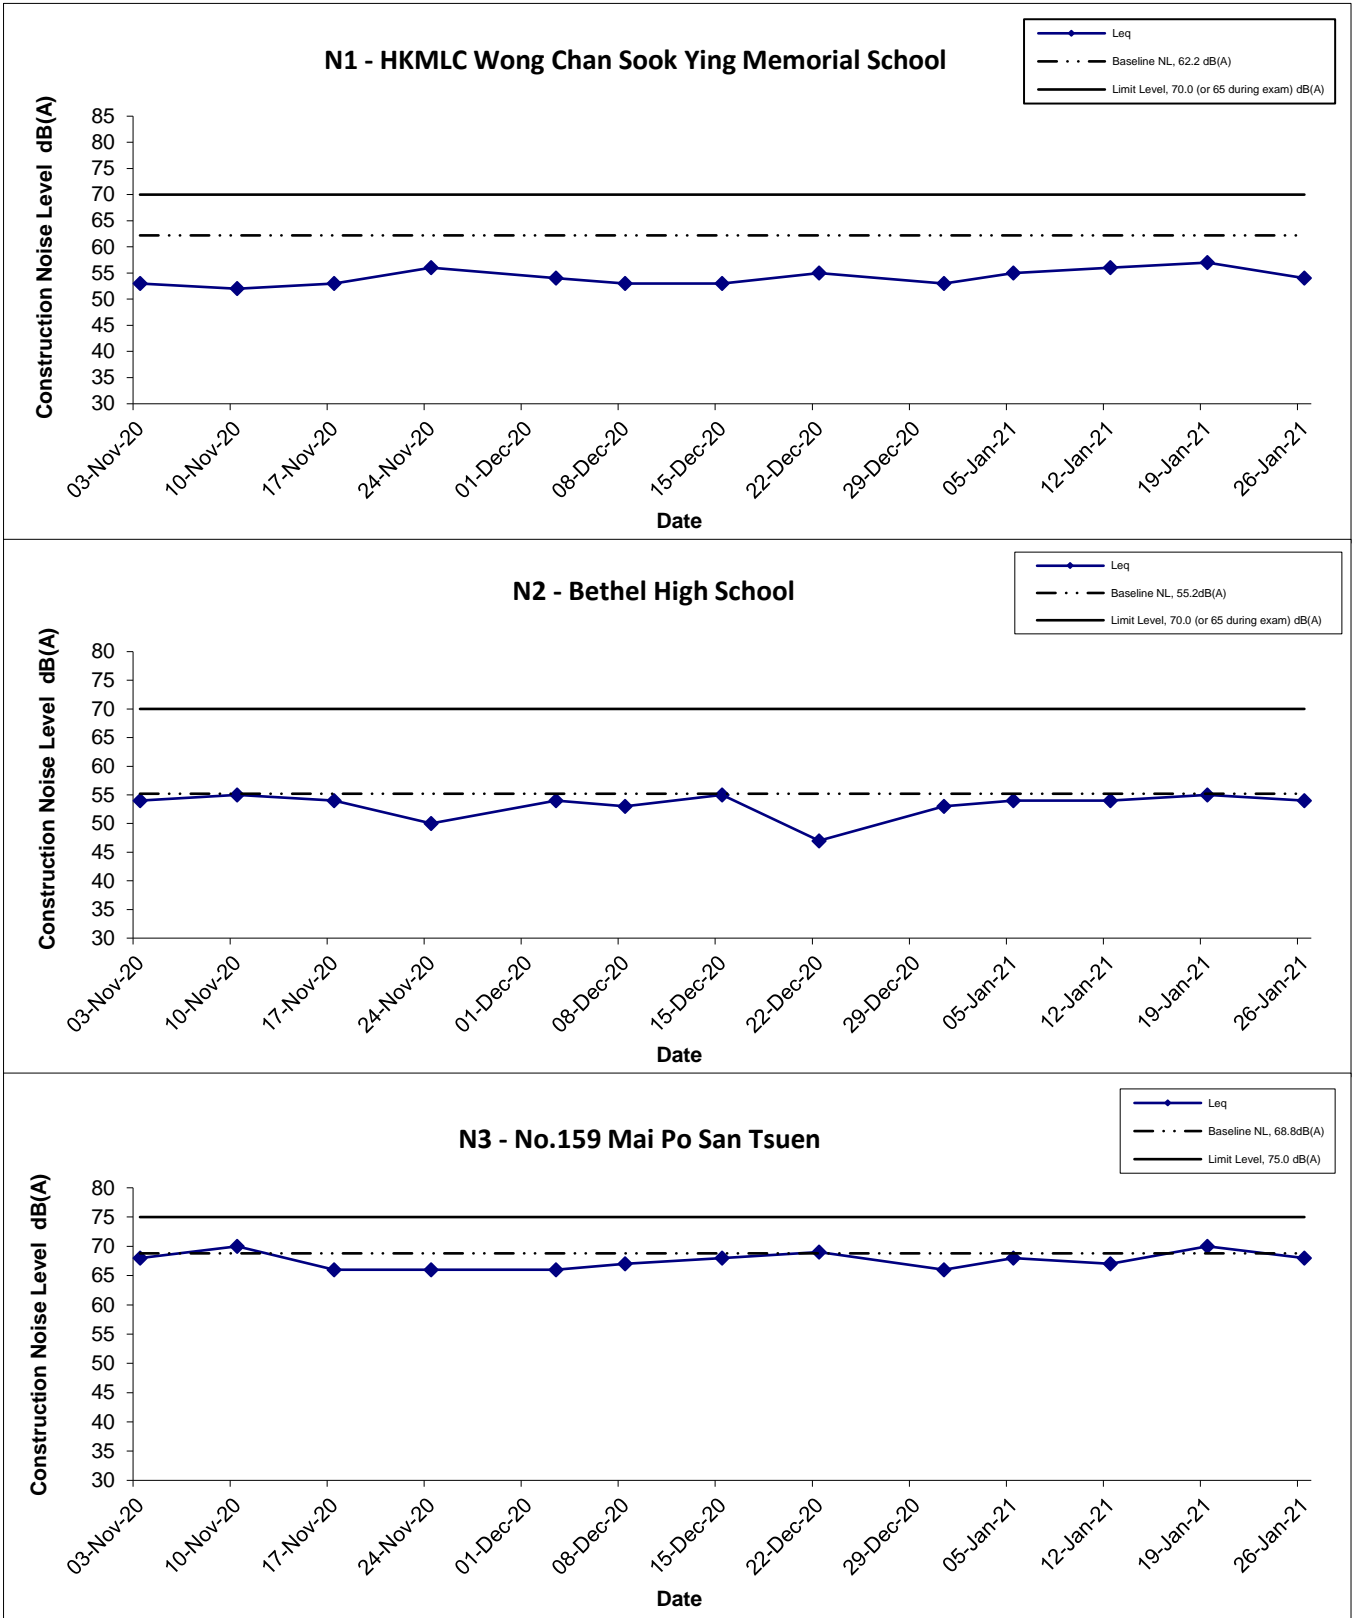 N1 - HKMLC Wong Chan Sook Ying Memorial School
Leq
Baseline NL, 62.2 dB(A)
Limit Level, 70.0 (or 65 during exam) dB(A)
Construction Noise Level dB(A)
85
80
75
70
65
60
55
50
45
40
35
30
03-Nov-20
10-Nov-20
17-Nov-20
24-Nov-20
01-Dec-20
08-Dec-20
15-Dec-20
22-Dec-20
29-Dec-20
05-Jan-21
12-Jan-21
19-Jan-21
26-Jan-21
Date
N2 - Bethel High School
Leq
Baseline NL, 55.2dB(A)
Limit Level, 70.0 (or 65 during exam) dB(A)
Construction Noise Level dB(A)
80
75
70
65
60
55
50
45
40
35
30
03-Nov-20
10-Nov-20
17-Nov-20
24-Nov-20
01-Dec-20
08-Dec-20
15-Dec-20
22-Dec-20
29-Dec-20
05-Jan-21
12-Jan-21
19-Jan-21
26-Jan-21
Date
N3 - No.159 Mai Po San Tsuen
Leq
Baseline NL, 68.8dB(A)
Limit Level, 75.0 dB(A)
Construction Noise Level dB(A)
80
75
70
65
60
55
50
45
40
35
30
03-Nov-20
10-Nov-20
17-Nov-20
24-Nov-20
01-Dec-20
08-Dec-20
15-Dec-20
22-Dec-20
29-Dec-20
05-Jan-21
12-Jan-21
19-Jan-21
26-Jan-21
Date